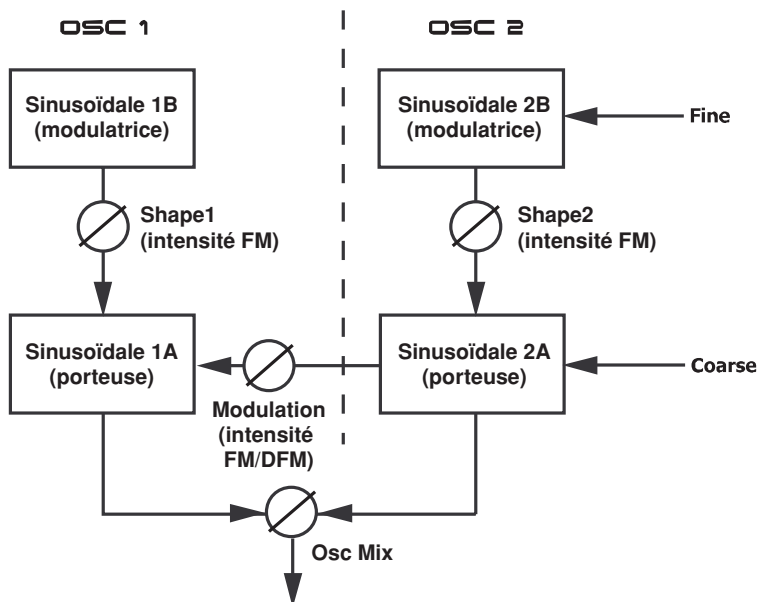 OSC 1
OSC 2
Sinusoïdale 1B
(modulatrice)
Sinusoïdale 2B
(modulatrice)
Fine
Shape1
(intensité FM)
Shape2
(intensité FM)
Sinusoïdale 1A
(porteuse)
Sinusoïdale 2A
(porteuse)
Coarse
Modulation
(intensité
FM/DFM)
Osc Mix